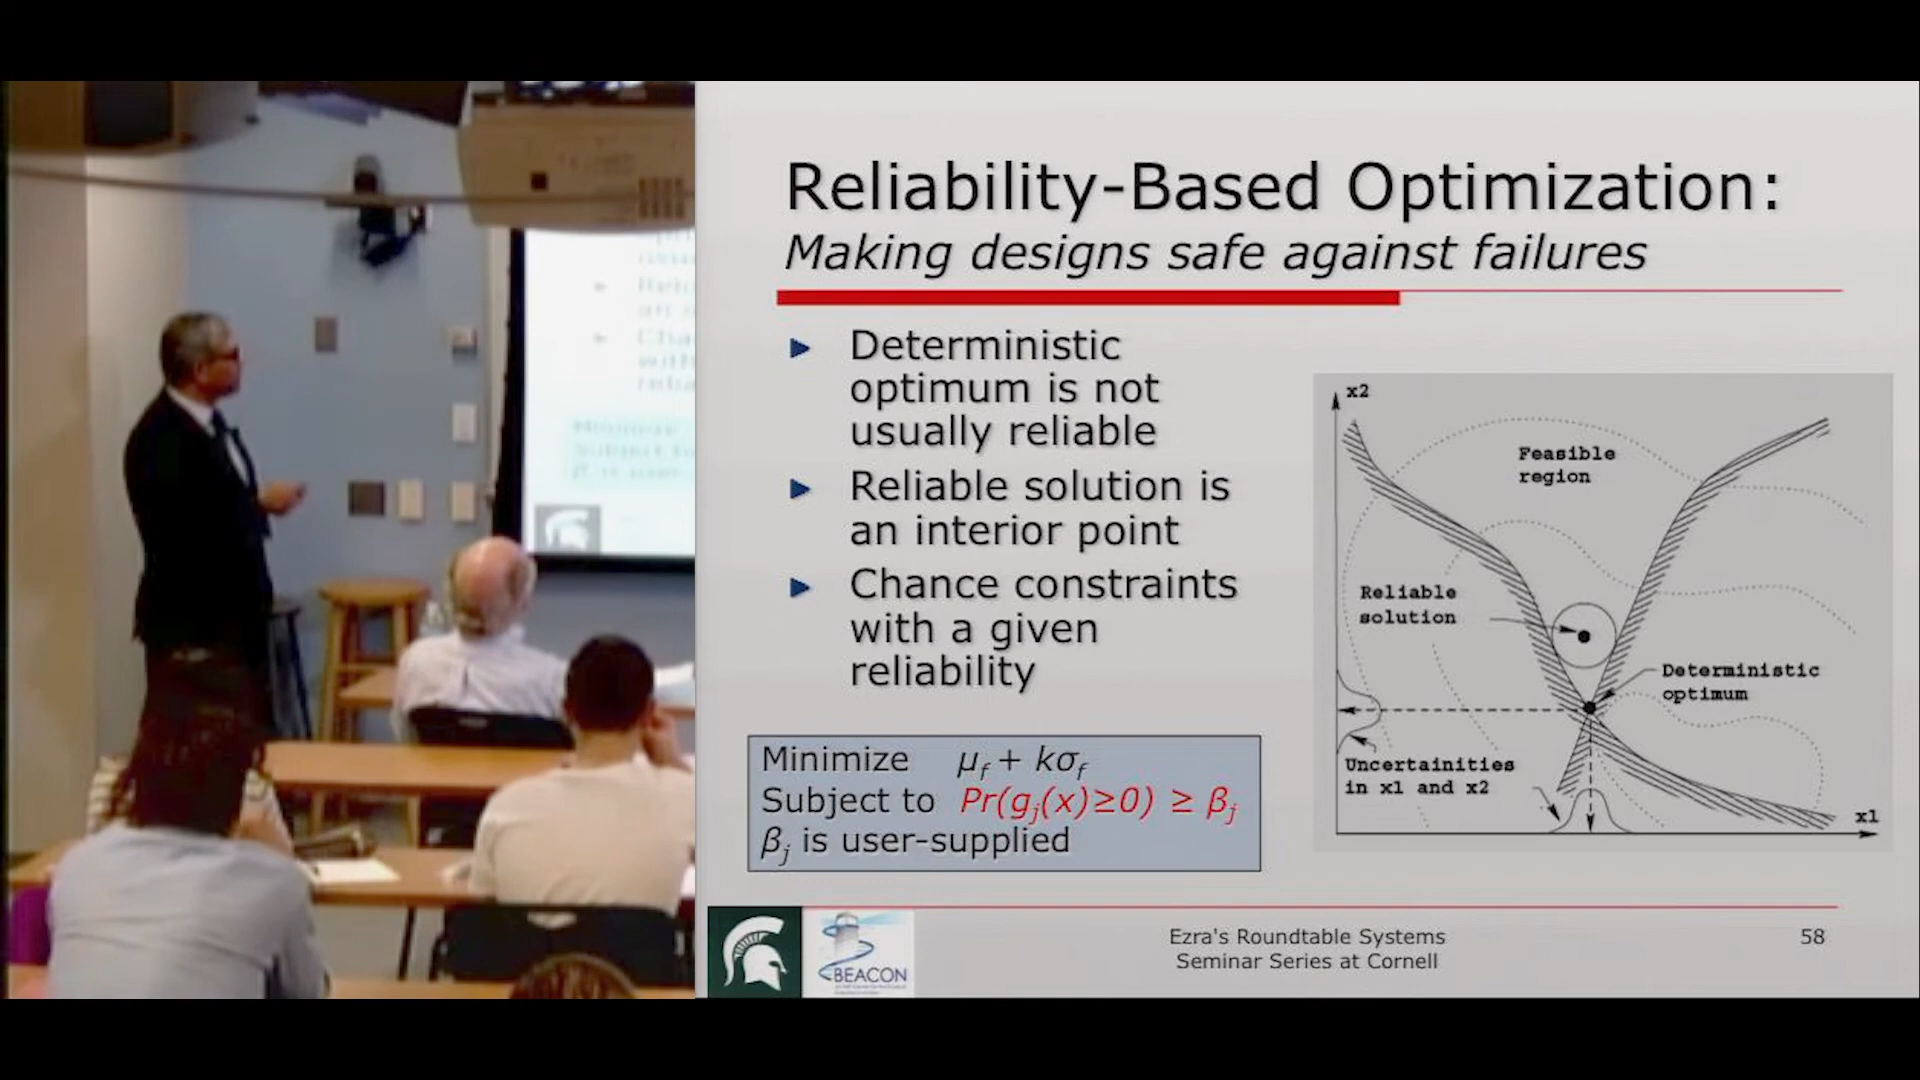 Reliability-Based Optimization:
Making designs safe against failures
► Deterministic
optimum is not
usually reliable
► Reliable solution is
an interior point
► Chance constraints
with a given
reliability
Minimize μf + kσf
Subject to Pr(gj(x)≥0) ≥ βj
βj is user-supplied
x2
Feasible
region
Reliable
solution
Deterministic
optimum
Uncertainities
in x1 and x2
x1
BEACON
Ezra's Roundtable Systems
Seminar Series at Cornell
58